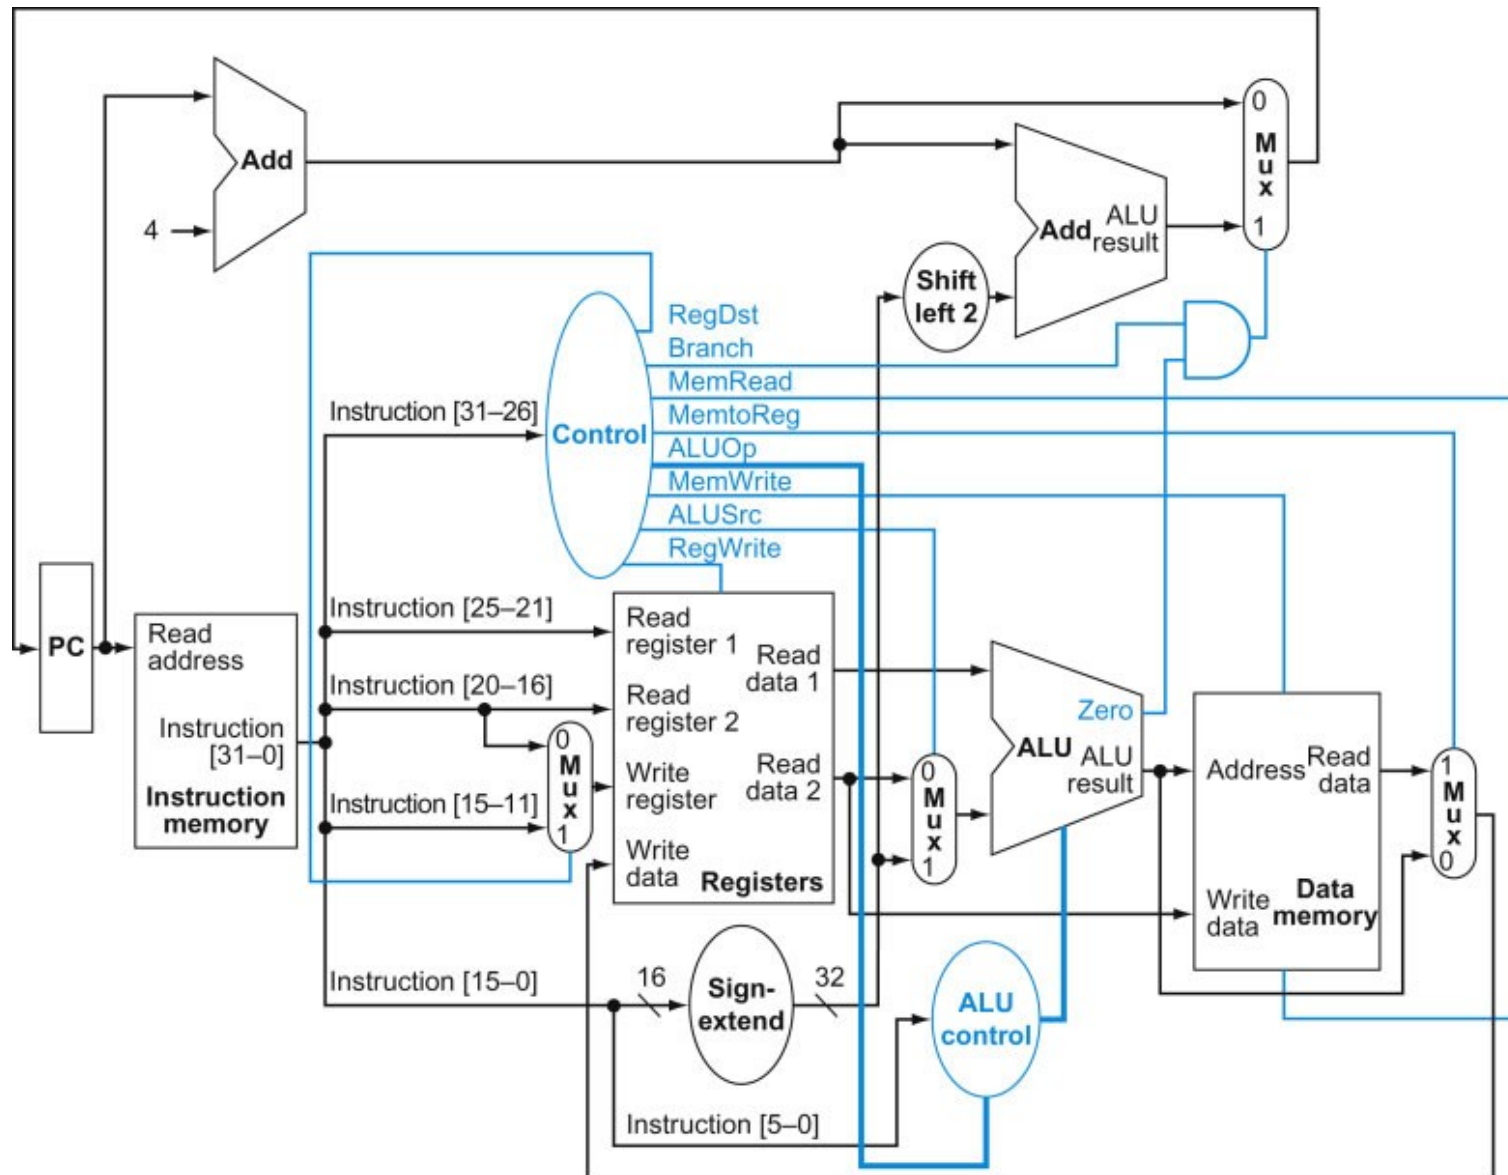 Add
4
0
Mux
1
Add
ALU
result
Shift
left 2
RegDst
Branch
MemRead
MemtoReg
ALUOp
MemWrite
ALUSrc
RegWrite
Control
Instruction [31–26]
Instruction [25–21]
Instruction [20–16]
Instruction [15–11]
Instruction [15–0]
Instruction [5–0]
PC
Read
address
Instruction
[31–0]
Instruction
memory
0
Mux
1
Read
register 1
Read
register 2
Write
register
Write
data
Read
data 1
Read
data 2
Registers
0
Mux
1
Zero
ALU
ALU
result
Address
Read
data
Write
data
Data
memory
1
Mux
0
16
Sign-
extend
32
ALU
control